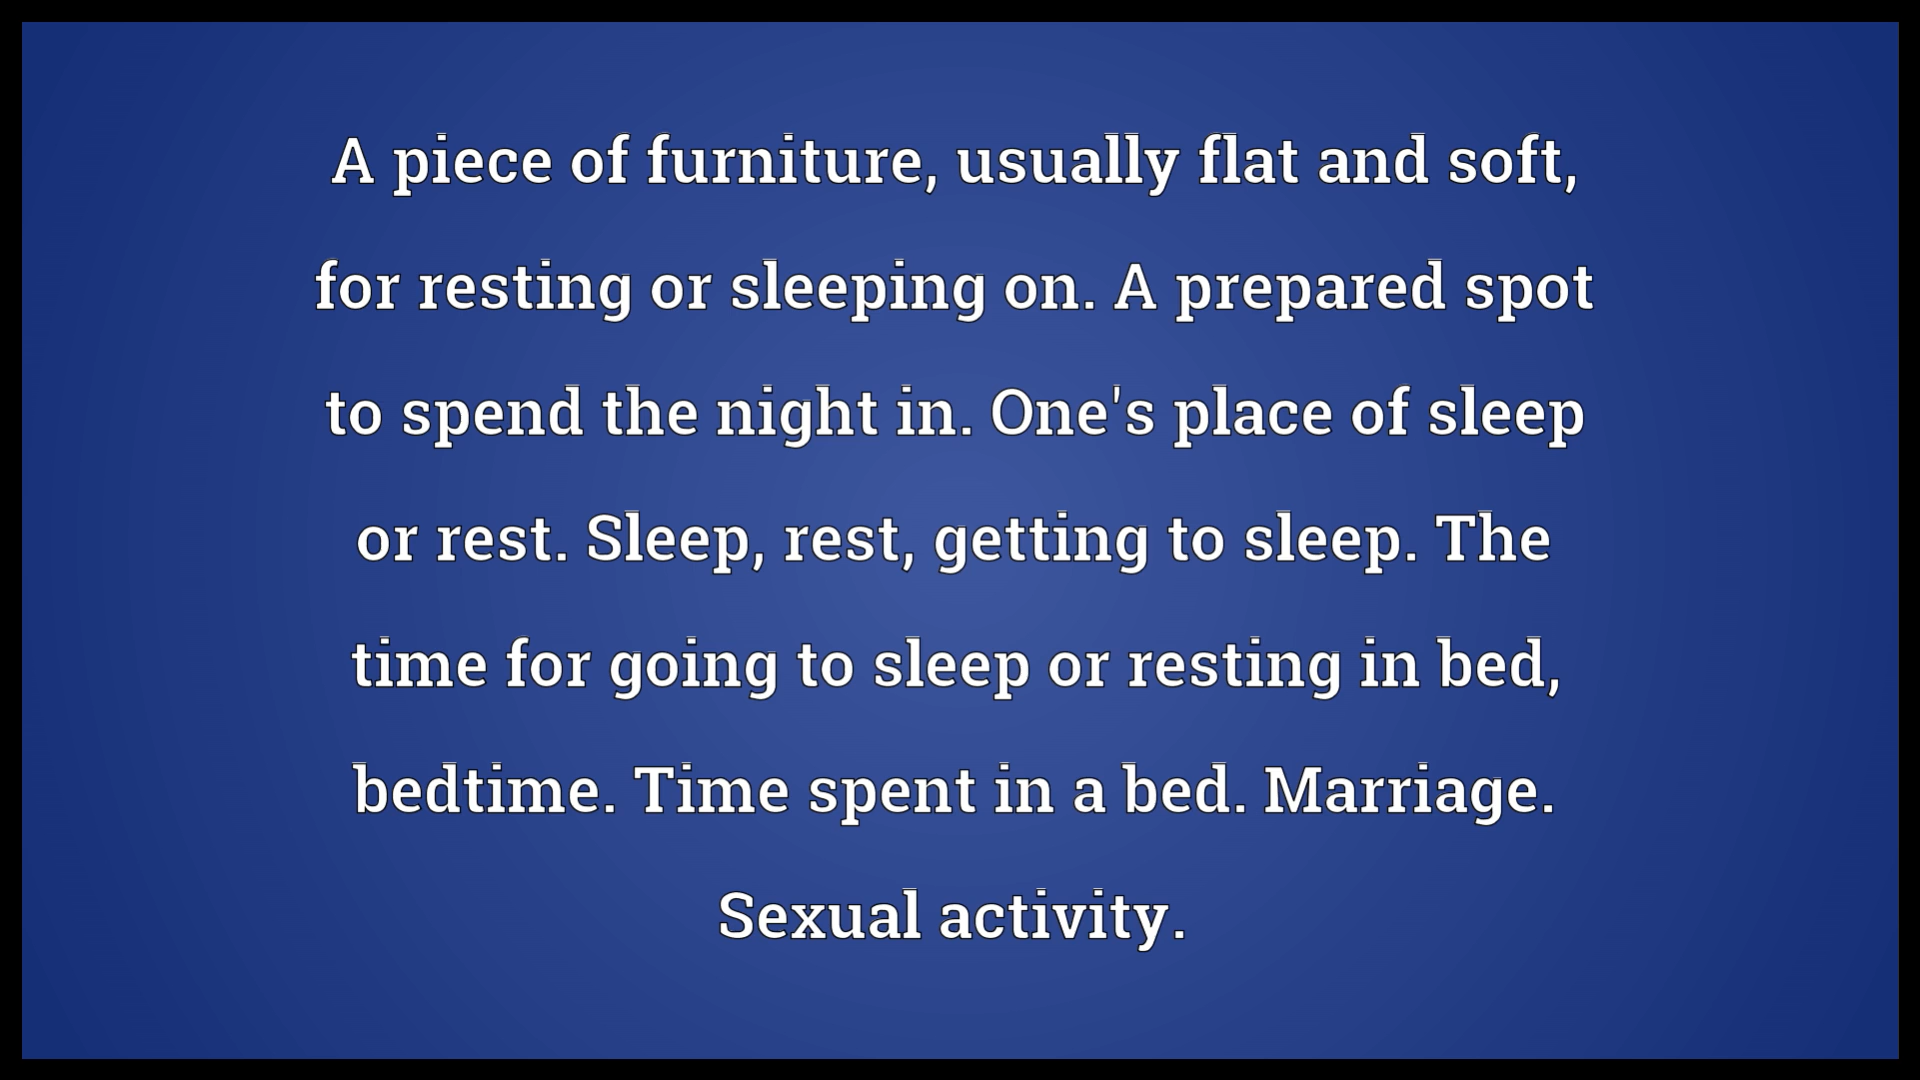 A piece of furniture, usually flat and soft,
for resting or sleeping on. A prepared spot
to spend the night in. One's place of sleep
or rest. Sleep, rest, getting to sleep. The
time for going to sleep or resting in bed,
bedtime. Time spent in a bed. Marriage.
Sexual activity.